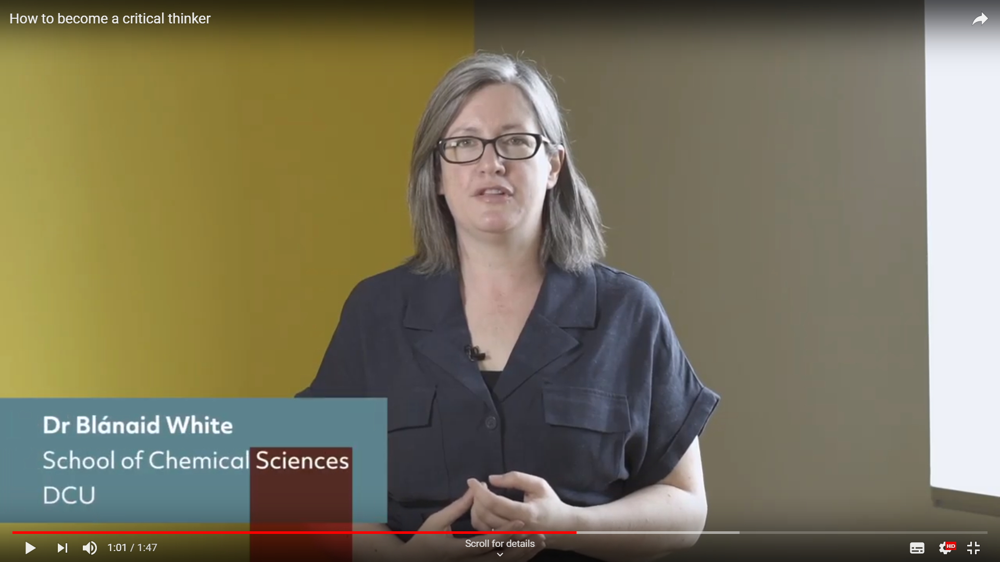 How to become a critical thinker
Dr Blánaid White
School of Chemical Sciences
DCU
1:01 / 1:47
Scroll for details
HD